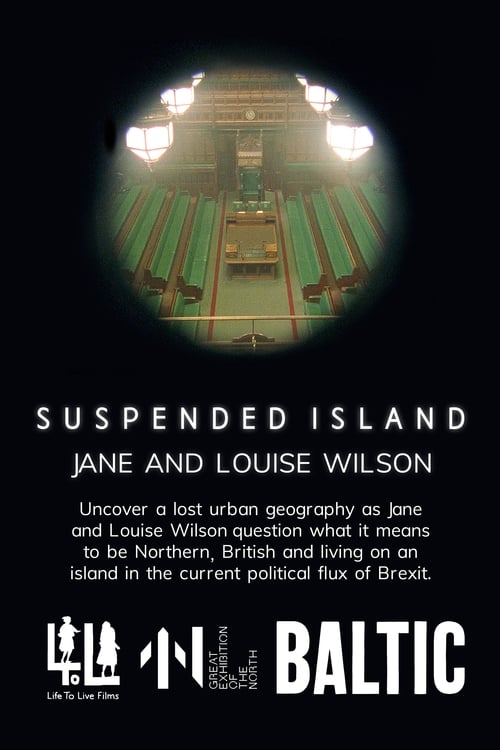 SUSPENDED ISLAND
JANE AND LOUISE WILSON
Uncover a lost urban geography as Jane
and Louise Wilson question what it means
to be Northern, British and living on an
island in the current political flux of Brexit.
L To L
Life To Live Films
GREAT
EXHIBITION
OF
THE
NORTH
BALTIC